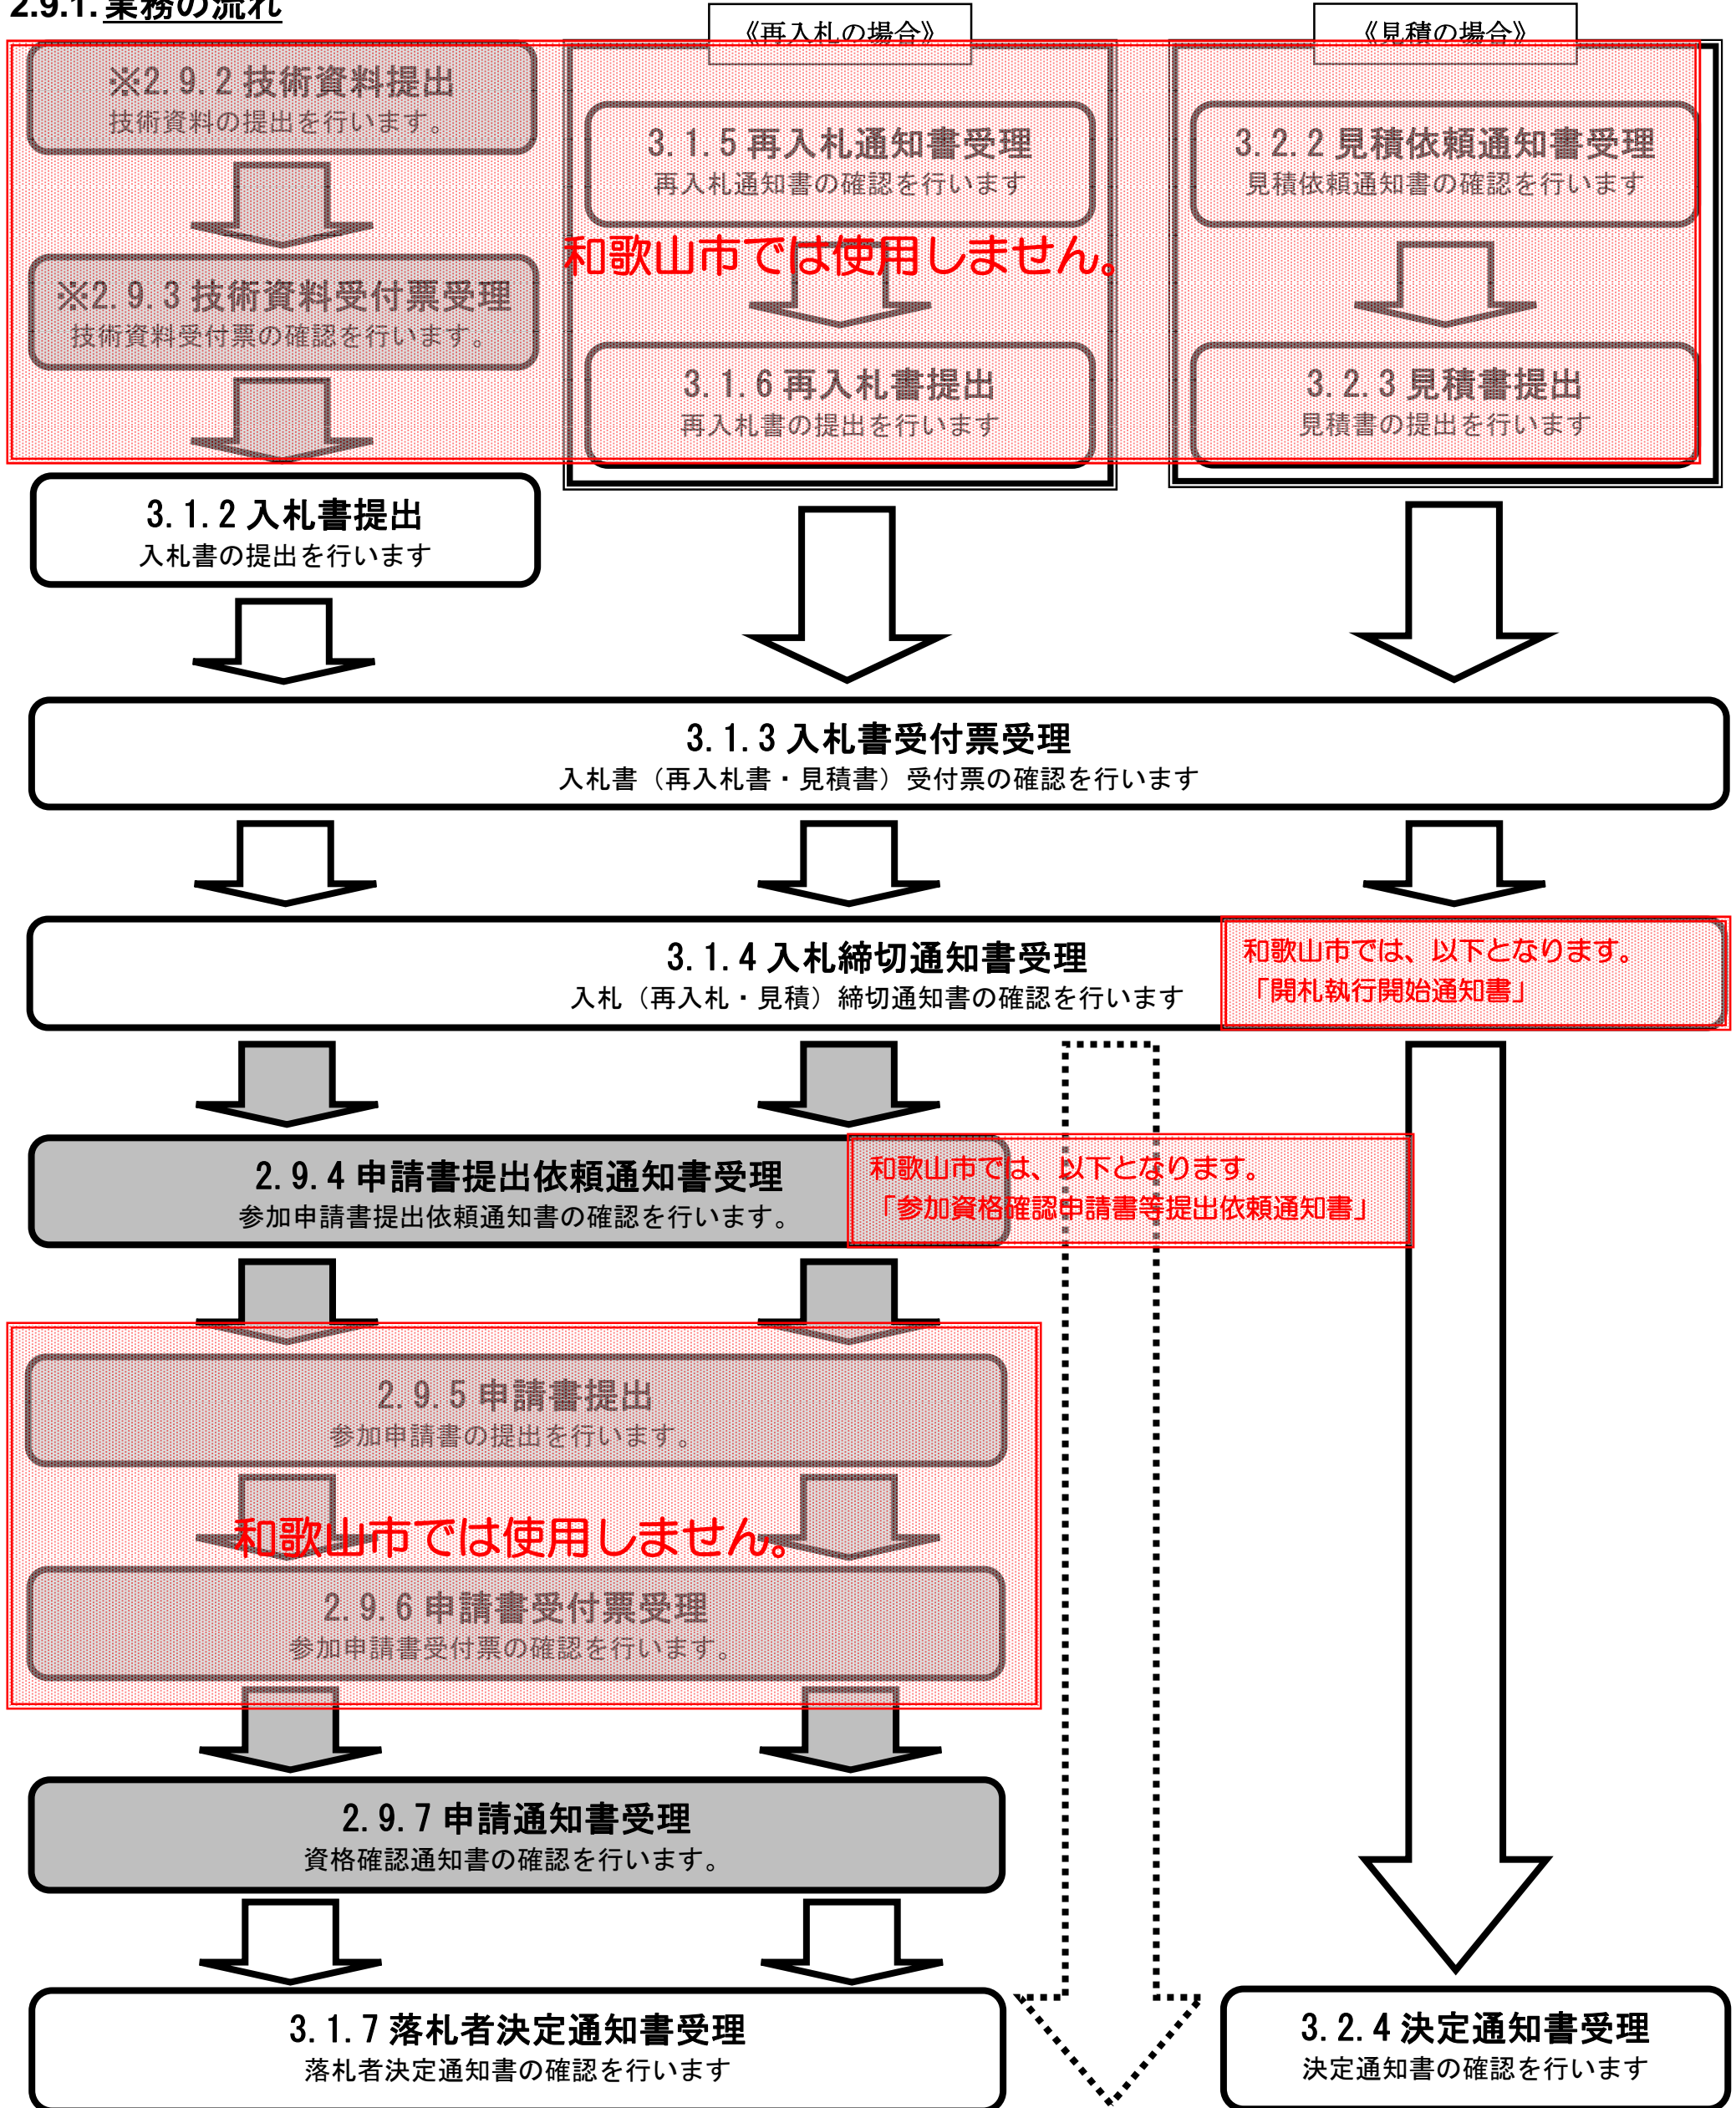 2.9.1. 業務の流れ
《再入札の場合》
《見積の場合》
※2.9.2 技術資料提出
技術資料の提出を行います。
3.1.5 再入札通知書受理
再入札通知書の確認を行います
3.2.2 見積依頼通知書受理
見積依頼通知書の確認を行います
和歌山市では使用しません。
※2.9.3 技術資料受付票受理
技術資料受付票の確認を行います。
3.1.6 再入札書提出
再入札書の提出を行います
3.2.3 見積書提出
見積書の提出を行います
3.1.2 入札書提出
入札書の提出を行います
3.1.3 入札書受付票受理
入札書（再入札書・見積書）受付票の確認を行います
3.1.4 入札締切通知書受理
入札（再入札・見積）締切通知書の確認を行います
和歌山市では、以下となります。
「開札執行開始通知書」
2.9.4 申請書提出依頼通知書受理
参加申請書提出依頼通知書の確認を行います。
和歌山市では、以下となります。
「参加資格確認申請書等提出依頼通知書」
2.9.5 申請書提出
参加申請書の提出を行います。
和歌山市では使用しません。
2.9.6 申請書受付票受理
参加申請書受付票の確認を行います。
2.9.7 申請通知書受理
資格確認通知書の確認を行います。
3.1.7 落札者決定通知書受理
落札者決定通知書の確認を行います
3.2.4 決定通知書受理
決定通知書の確認を行います